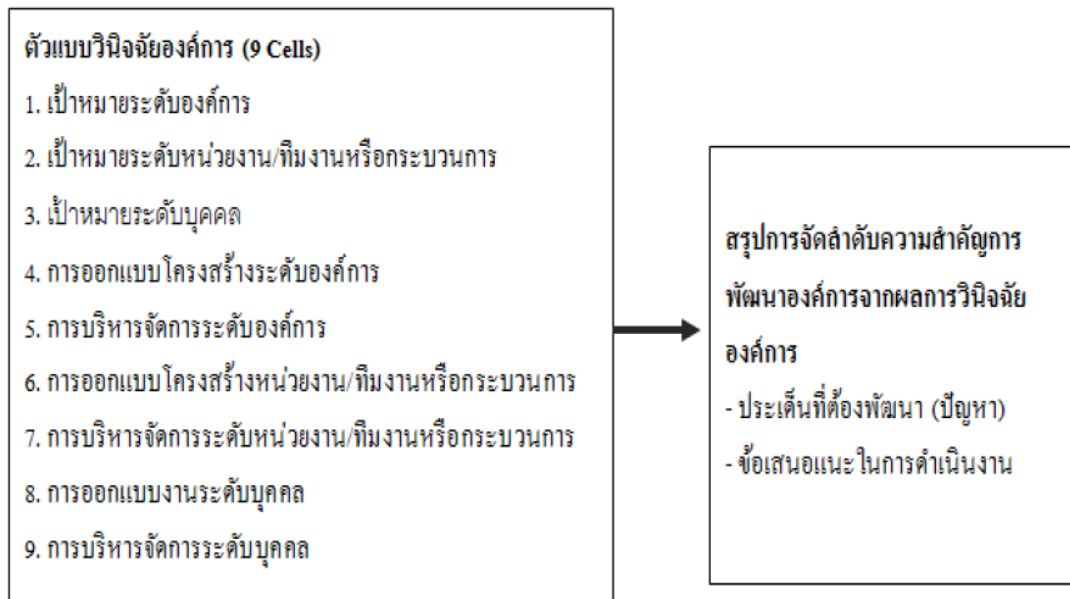 ตัวแบบวินิจฉัยองค์การ (9 Cells)
1. เป้าหมายระดับองค์การ
2. เป้าหมายระดับหน่วยงาน/ทีมงานหรือกระบวนการ
3. เป้าหมายระดับบุคคล
4. การออกแบบโครงสร้างระดับองค์การ
5. การบริหารจัดการระดับองค์การ
6. การออกแบบโครงสร้างหน่วยงาน/ทีมงานหรือกระบวนการ
7. การบริหารจัดการระดับหน่วยงาน/ทีมงานหรือกระบวนการ
8. การออกแบบงานระดับบุคคล
9. การบริหารจัดการระดับบุคคล
สรุปการจัดลำดับความสำคัญการ
พัฒนาองค์การจากผลการวินิจฉัย
องค์การ
- ประเด็นที่ต้องพัฒนา (ปัญหา)
- ข้อเสนอแนะในการดำเนินงาน